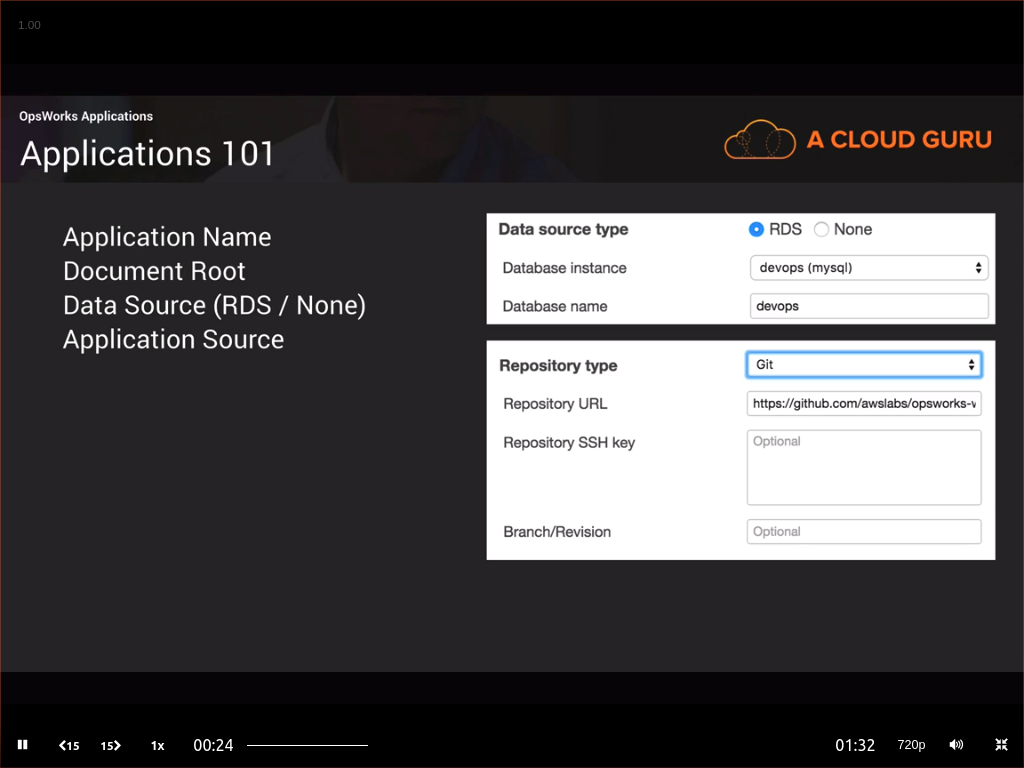 1.00
OpsWorks Applications
Applications 101
A CLOUD GURU
Application Name
Document Root
Data Source (RDS / None)
Application Source
Data source type RDS None
Database instance devops (mysql)
Database name devops
Repository type Git
Repository URL https://github.com/awslabs/opsworks-
Repository SSH key Optional
Branch/Revision Optional
15 15 1x 00:24 01:32 720p